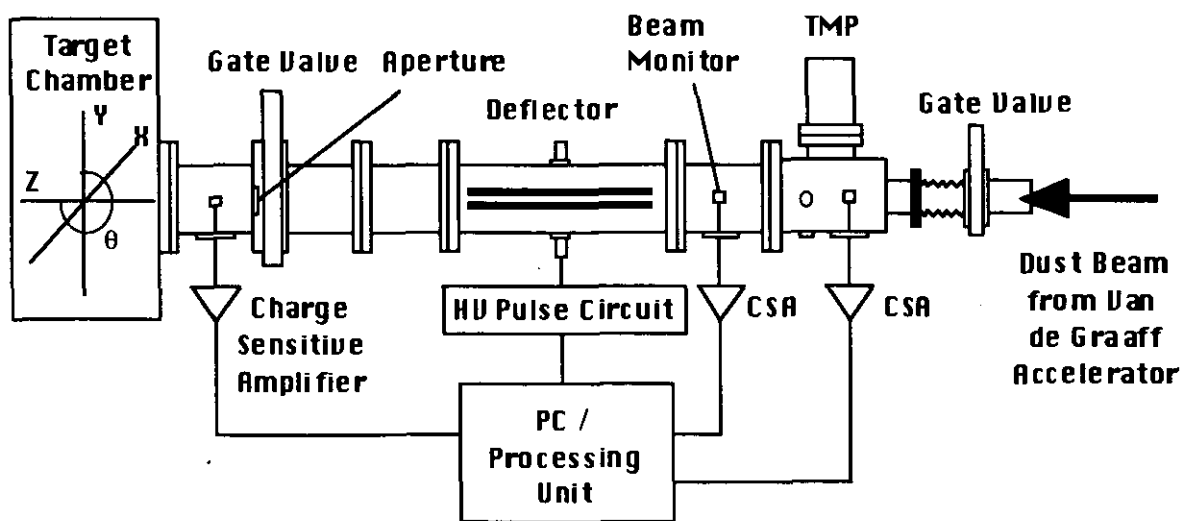 Target
Chamber
Y
X
Z
θ
Gate Valve
Aperture
Deflector
Beam
Monitor
TMP
Gate Valve
Charge
Sensitive
Amplifier
HV Pulse Circuit
CSA
CSA
Dust Beam
from Van
de Graaff
Accelerator
PC /
Processing
Unit